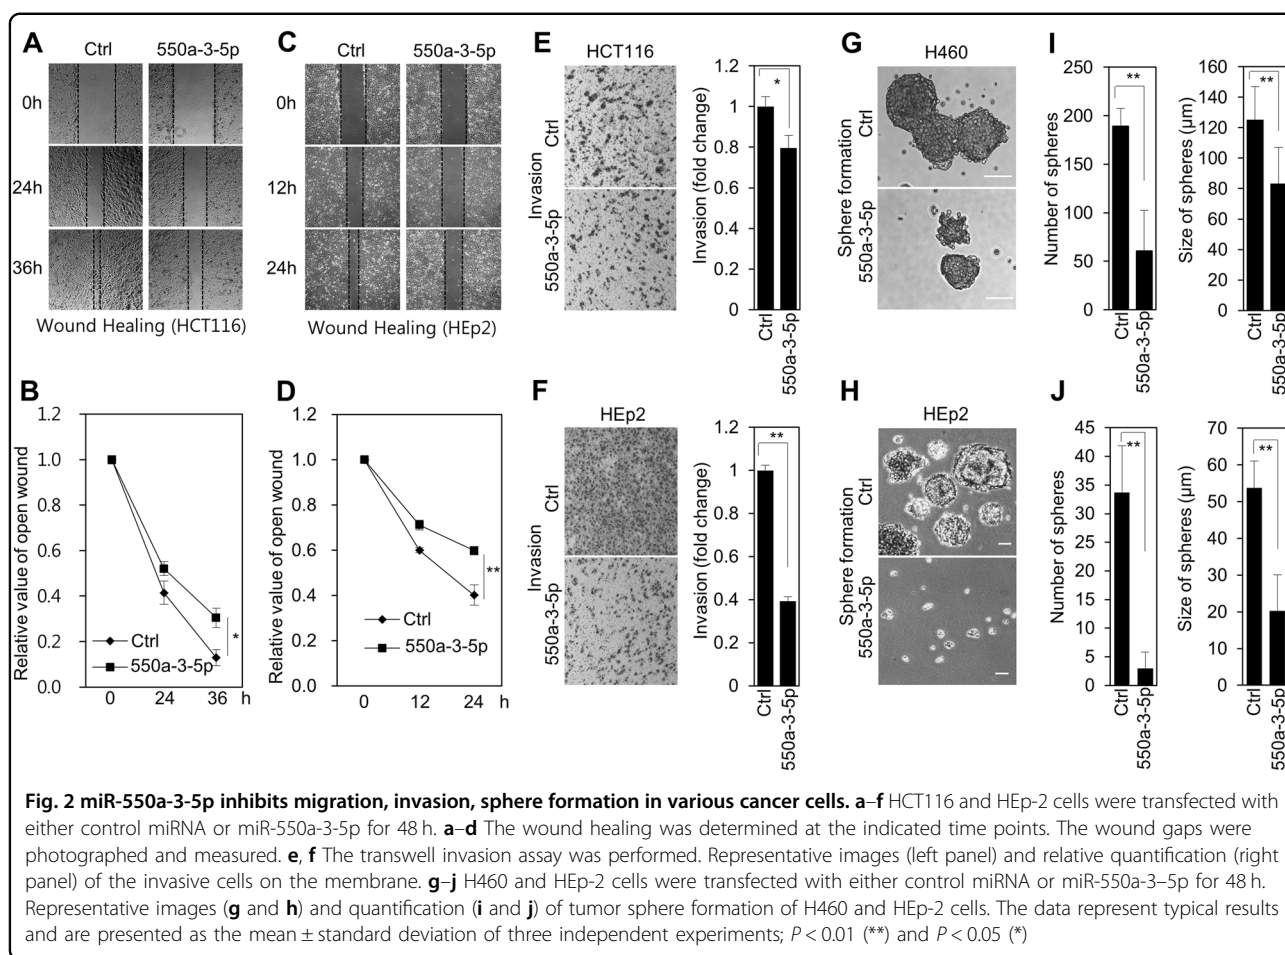 A
Ctrl 550a-3-5p
0h
24h
36h
Wound Healing (HCT116)
C
Ctrl 550a-3-5p
0h
12h
24h
Wound Healing (HEp2)
E
HCT116
Invasion
Ctrl
550a-3-5p
Invasion (fold change)
1.2
1
0.8
0.6
0.4
0.2
0
*
Ctrl
550a-3-5p
G
H460
Sphere formation
Ctrl
550a-3-5p
I
Number of spheres
250
200
150
100
50
0
**
Ctrl
550a-3-5p
Size of spheres (µm)
160
140
120
100
80
60
40
20
0
**
Ctrl
550a-3-5p
B
Relative value of open wound
1.2
1.0
0.8
0.6
0.4
0.2
0.0
Ctrl
550a-3-5p
*
0 24 36 h
D
Relative value of open wound
1.2
1.0
0.8
0.6
0.4
0.2
0.0
**
Ctrl
550a-3-5p
0 12 24 h
F
HEp2
Invasion
Ctrl
550a-3-5p
Invasion (fold change)
1.2
1
0.8
0.6
0.4
0.2
0
**
Ctrl
550a-3-5p
H
HEp2
Sphere formation
Ctrl
550a-3-5p
J
Number of spheres
45
40
35
30
25
20
15
10
5
0
**
Ctrl
550a-3-5p
Size of spheres (µm)
70
60
50
40
30
20
10
0
**
Ctrl
550a-3-5p
Fig. 2 miR-550a-3-5p inhibits migration, invasion, sphere formation in various cancer cells. a–f HCT116 and HEp-2 cells were transfected with
either control miRNA or miR-550a-3-5p for 48 h. a–d The wound healing was determined at the indicated time points. The wound gaps were
photographed and measured. e, f The transwell invasion assay was performed. Representative images (left panel) and relative quantification (right
panel) of the invasive cells on the membrane. g–j H460 and HEp-2 cells were transfected with either control miRNA or miR-550a-3–5p for 48 h.
Representative images (g and h) and quantification (i and j) of tumor sphere formation of H460 and HEp-2 cells. The data represent typical results
and are presented as the mean ± standard deviation of three independent experiments; P < 0.01 (**) and P < 0.05 (*)